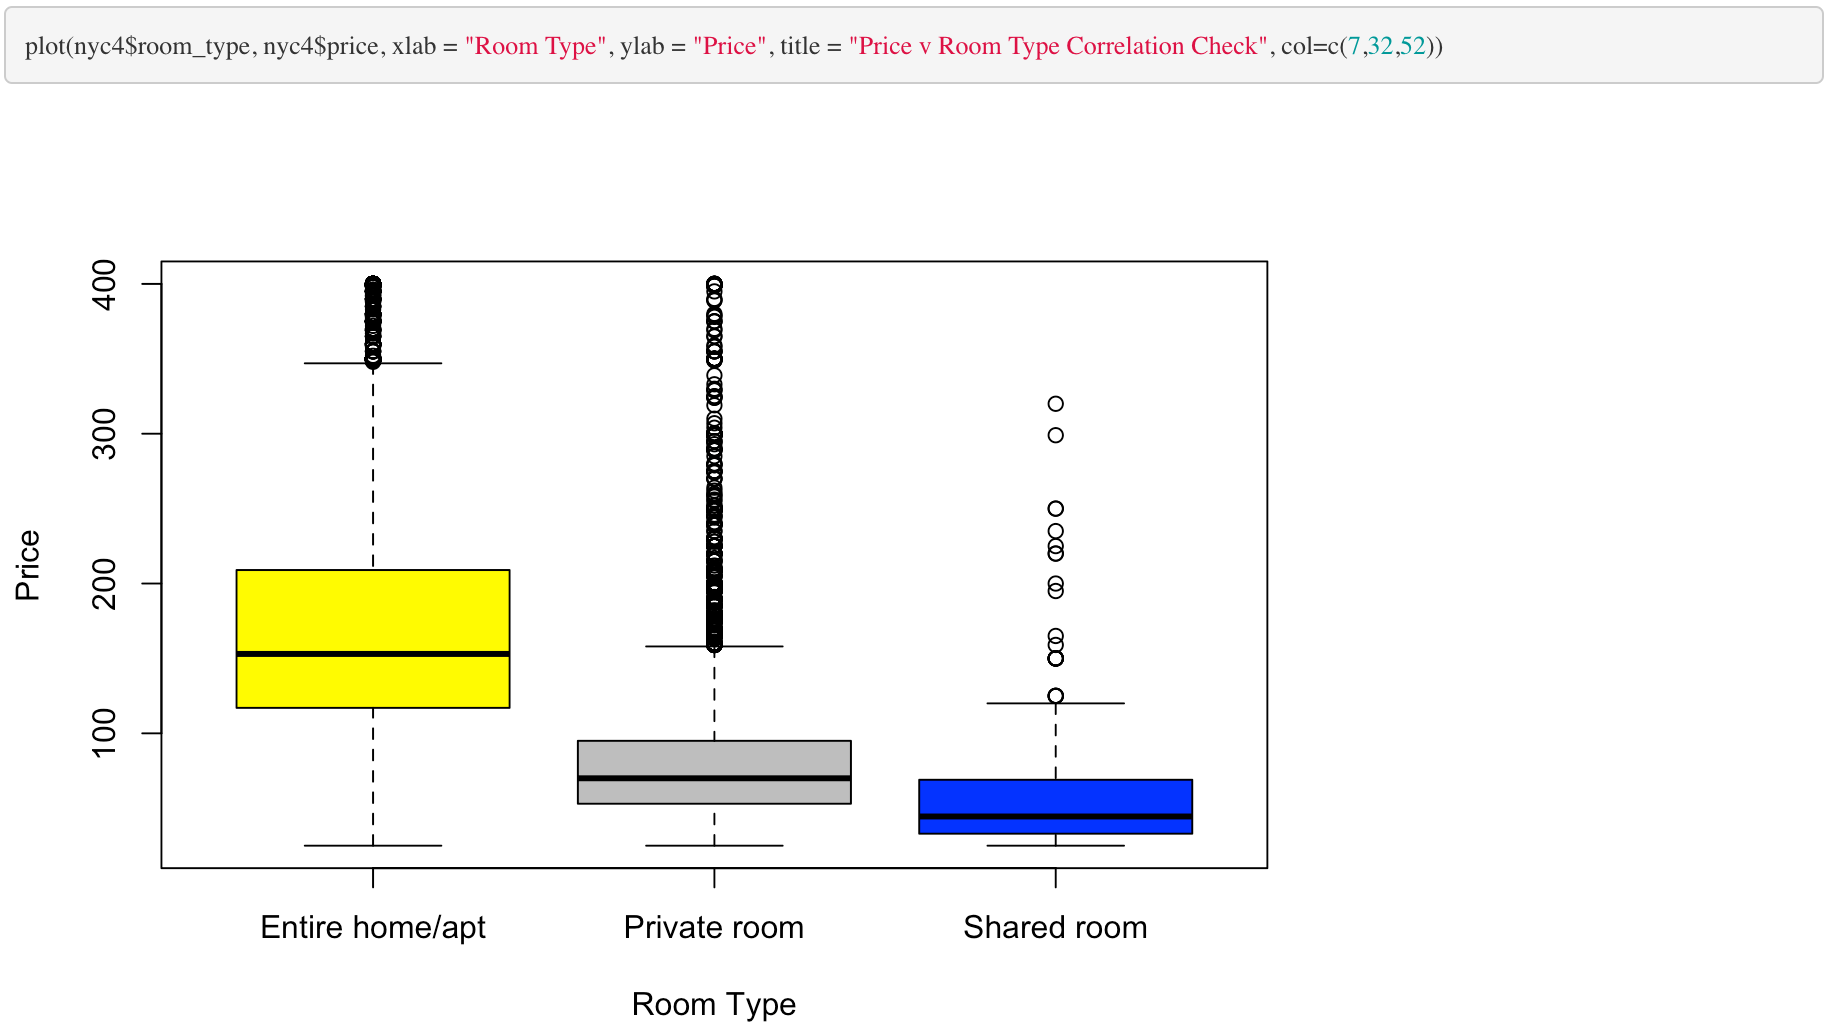 plot(nyc4$room_type, nyc4$price, xlab = "Room Type", ylab = "Price", title = "Price v Room Type Correlation Check", col=c(7,32,52))
400
300
200
100
Price
Entire home/apt Private room Shared room
Room Type